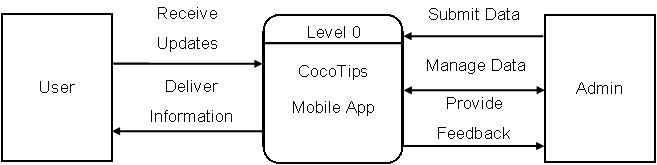 Receive
Updates
User
Deliver
Information
Level 0
CocoTips
Mobile App
Submit Data
Manage Data
Provide
Feedback
Admin